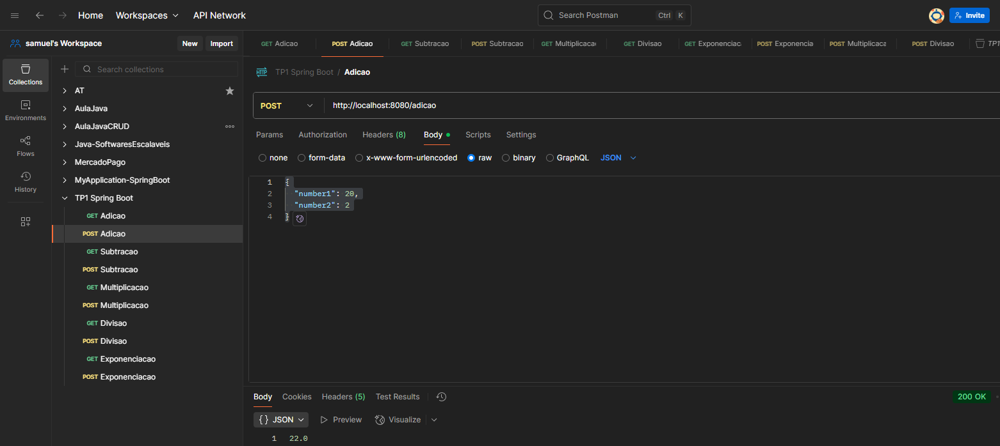 Home Workspaces API Network Search Postman Ctrl K Invite
samuel's Workspace New Import
GET Adicao POST Adicao GET Subtracao POST Subtracao GET Multiplicaca GET Divisao GET Exponenciac POST Exponencia POST Multiplicaca POST Divisao TP1
Search collections
Collections
Environments
Flows
History
AT
AulaJava
AulaJavaCRUD
Java-SoftwaresEscalaveis
MercadoPago
MyApplication-SpringBoot
TP1 Spring Boot
GET Adicao
POST Adicao
GET Subtracao
POST Subtracao
GET Multiplicacao
POST Multiplicacao
GET Divisao
POST Divisao
GET Exponenciacao
POST Exponenciacao
HTTP TP1 Spring Boot / Adicao
POST http://localhost:8080/adicao
Params Authorization Headers (8) Body Scripts Settings
none form-data x-www-form-urlencoded raw binary GraphQL JSON
1 {
2 "number1": 20,
3 "number2": 2
4 }
Body Cookies Headers (5) Test Results 200 OK
{} JSON Preview Visualize
1 22.0